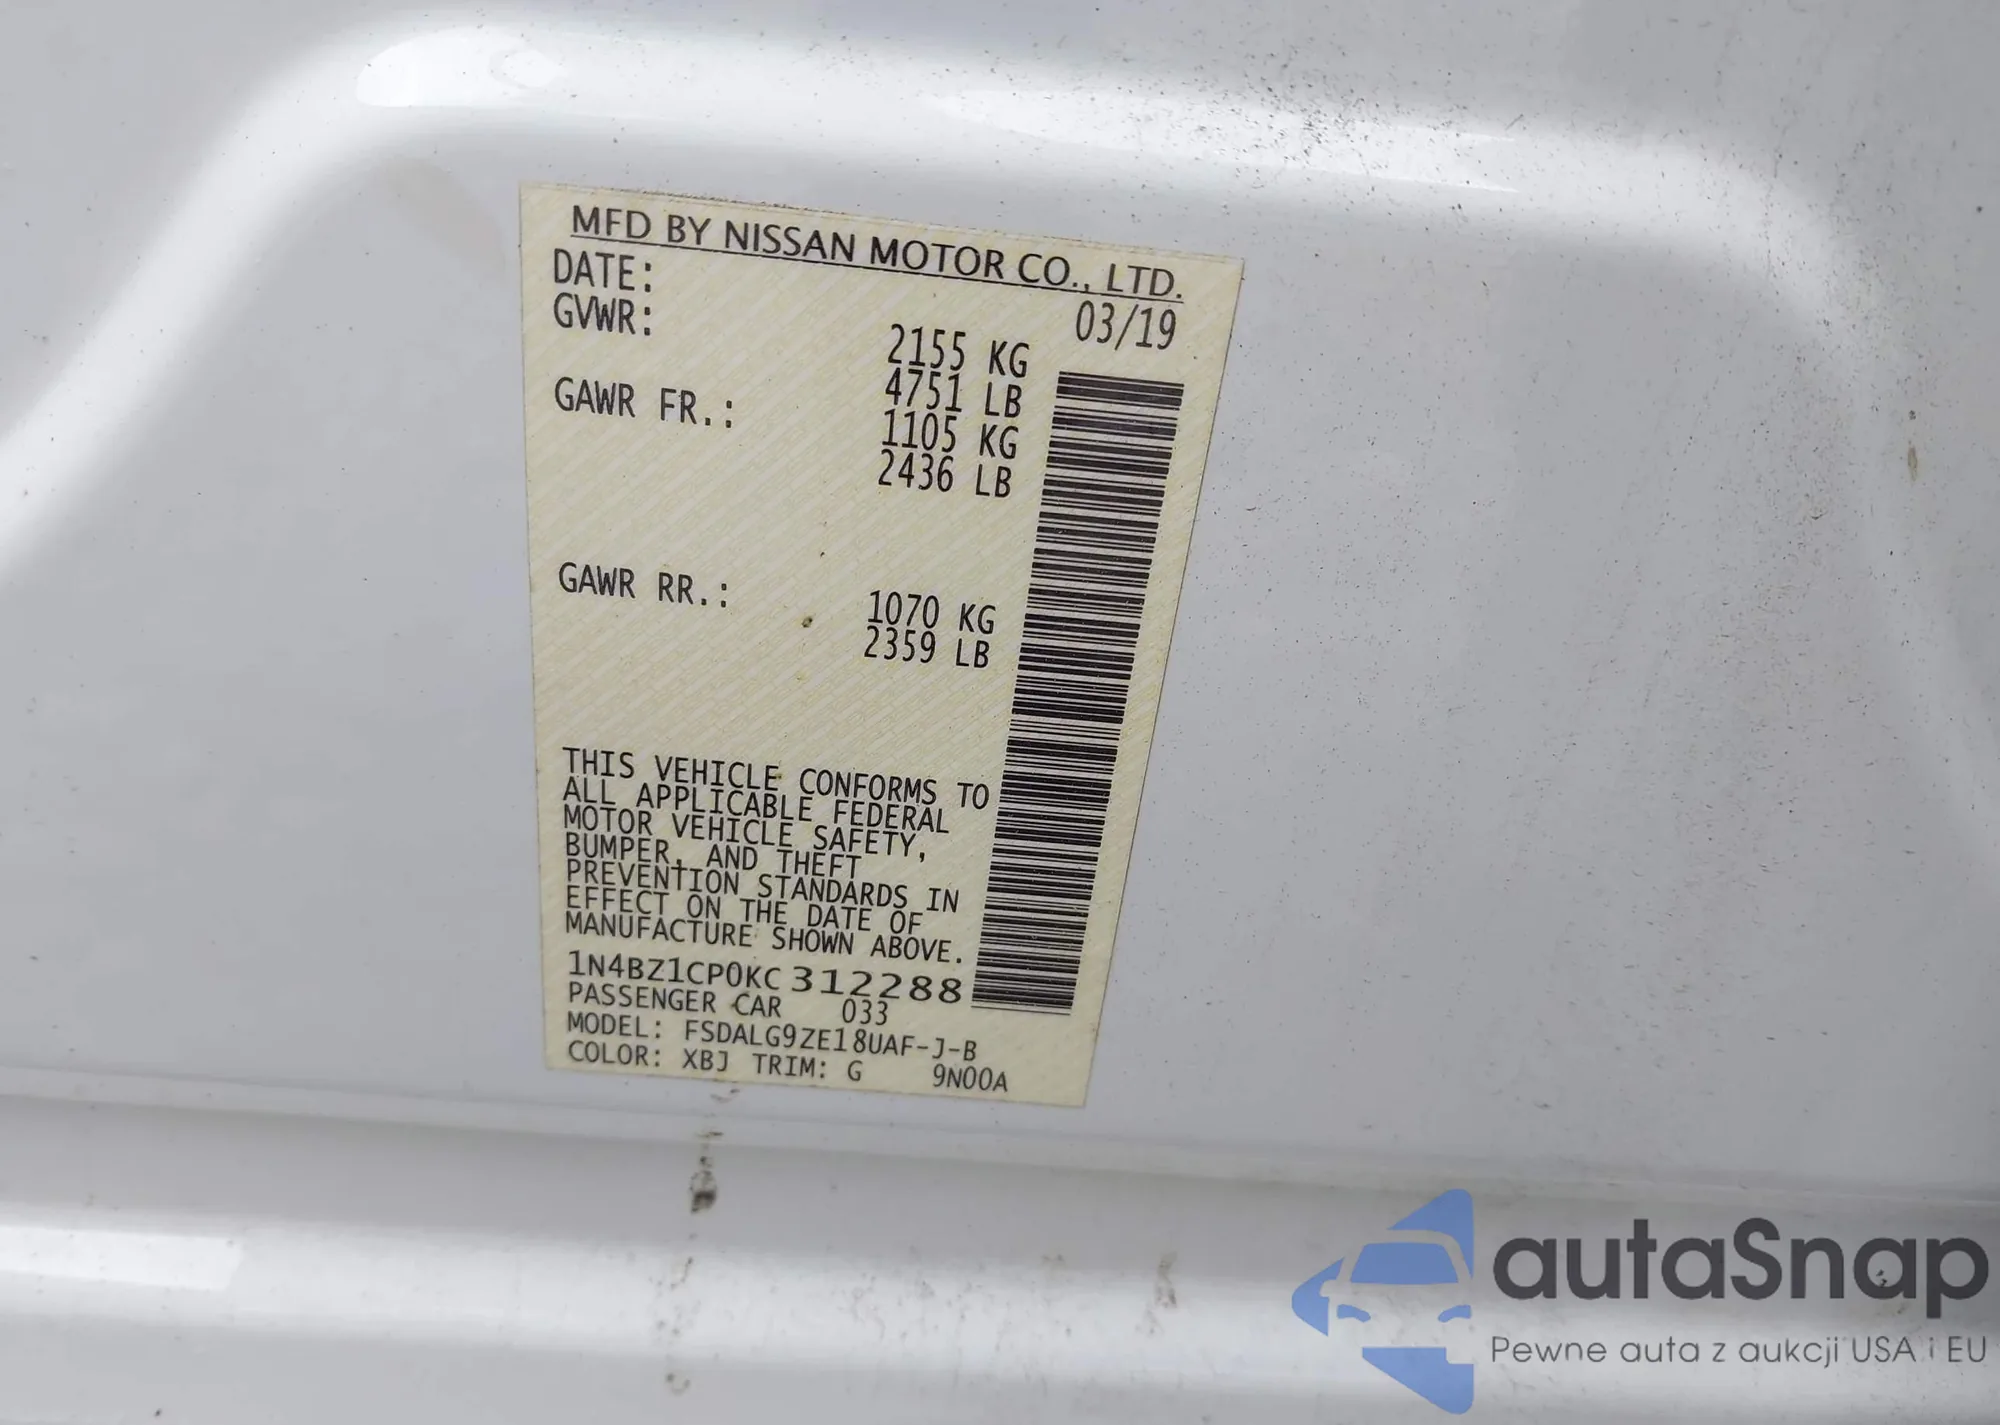 MFD BY NISSAN MOTOR CO., LTD.
DATE: 03/19
GVWR: 2155 KG
4751 LB
GAWR FR.: 1105 KG
2436 LB
GAWR RR.: 1070 KG
2359 LB
THIS VEHICLE CONFORMS TO
ALL APPLICABLE FEDERAL
MOTOR VEHICLE SAFETY,
BUMPER, AND THEFT
PREVENTION STANDARDS IN
EFFECT ON THE DATE OF
MANUFACTURE SHOWN ABOVE.
1N4BZ1CP0KC312288
PASSENGER CAR 033
MODEL: FSDALG9ZE18UAF-J-B
COLOR: XBJ TRIM: G 9N00A
autaSnap
Pewne auta z aukcji USA i EU